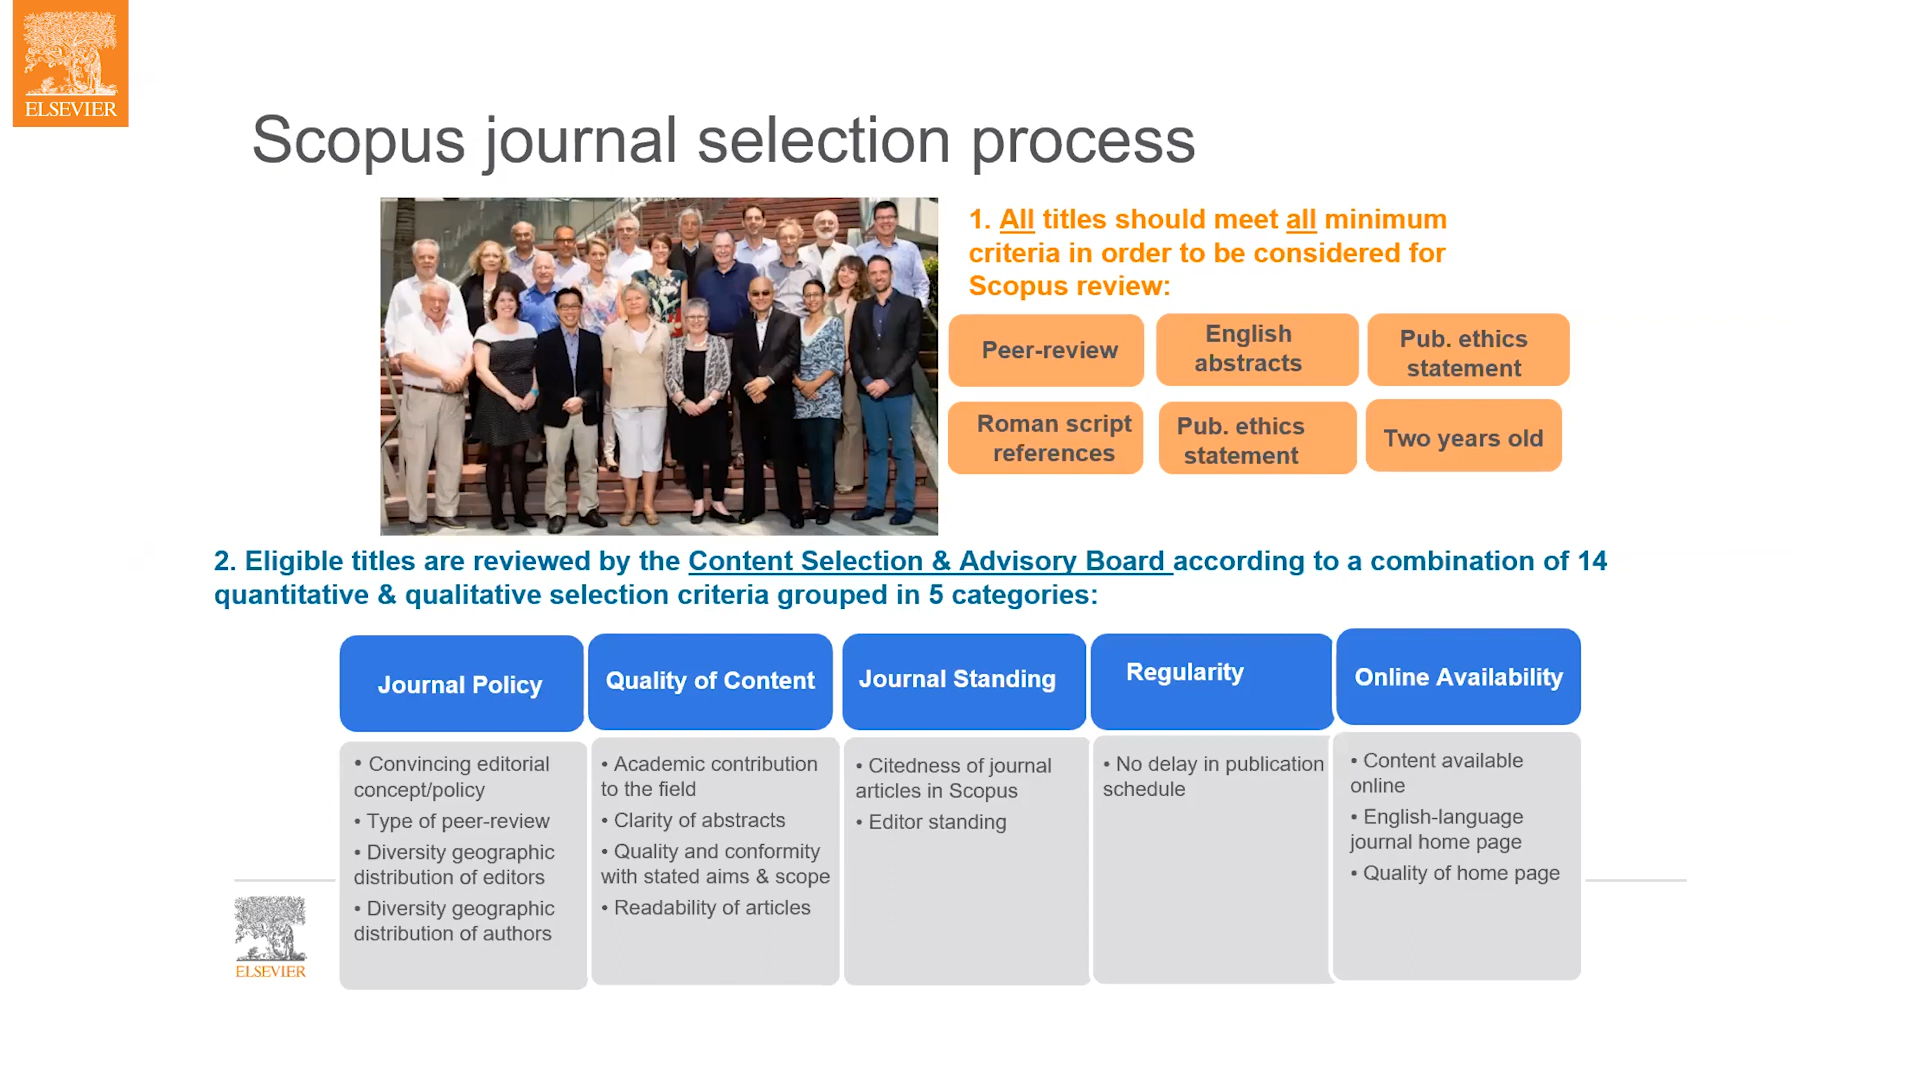 ELSEVIER
Scopus journal selection process
1. All titles should meet all minimum
criteria in order to be considered for
Scopus review:
Peer-review
English
abstracts
Pub. ethics
statement
Roman script
references
Pub. ethics
statement
Two years old
2. Eligible titles are reviewed by the Content Selection & Advisory Board according to a combination of 14
quantitative & qualitative selection criteria grouped in 5 categories:
Journal Policy
• Convincing editorial
concept/policy
• Type of peer-review
• Diversity geographic
distribution of editors
• Diversity geographic
distribution of authors
Quality of Content
• Academic contribution
to the field
• Clarity of abstracts
• Quality and conformity
with stated aims & scope
• Readability of articles
Journal Standing
• Citedness of journal
articles in Scopus
• Editor standing
Regularity
• No delay in publication
schedule
Online Availability
• Content available
online
• English-language
journal home page
• Quality of home page
ELSEVIER